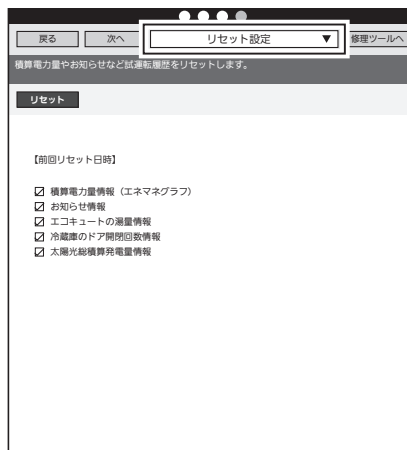 戻る 次へ リセット設定 ▼ 修理ツールへ
積算電力量やお知らせなど試運転履歴をリセットします。
リセット
【前回リセット日時】
☑ 積算電力量情報（エネマネグラフ）
☑ お知らせ情報
☑ エコキュートの湯量情報
☑ 冷蔵庫のドア開閉回数情報
☑ 太陽光総積算発電量情報